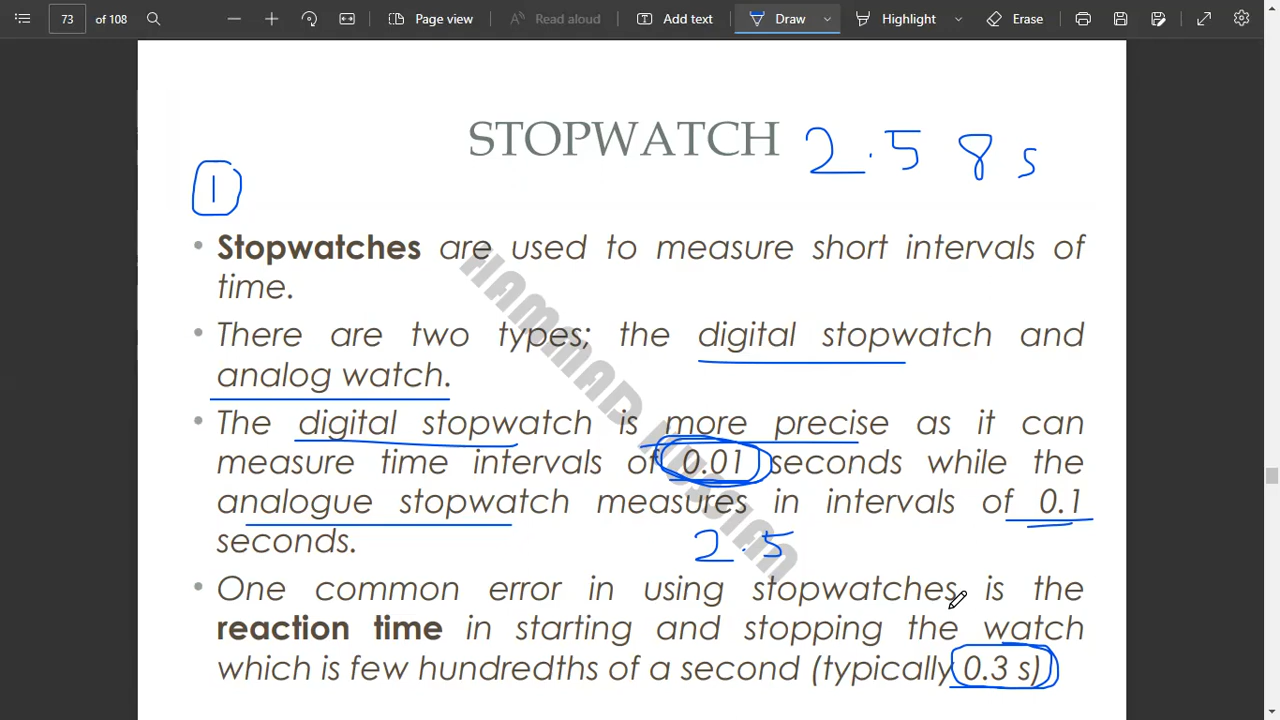 73 of 108 Page view Read aloud Add text Draw Highlight Erase
STOPWATCH 2.58 s
1
• Stopwatches are used to measure short intervals of
time.
• There are two types; the digital stopwatch and
analog watch.
• The digital stopwatch is more precise as it can
measure time intervals of 0.01 seconds while the
analogue stopwatch measures in intervals of 0.1
seconds.
2.5
• One common error in using stopwatches is the
reaction time in starting and stopping the watch
which is few hundredths of a second (typically 0.3 s)
HAMMAD HUSSIAN